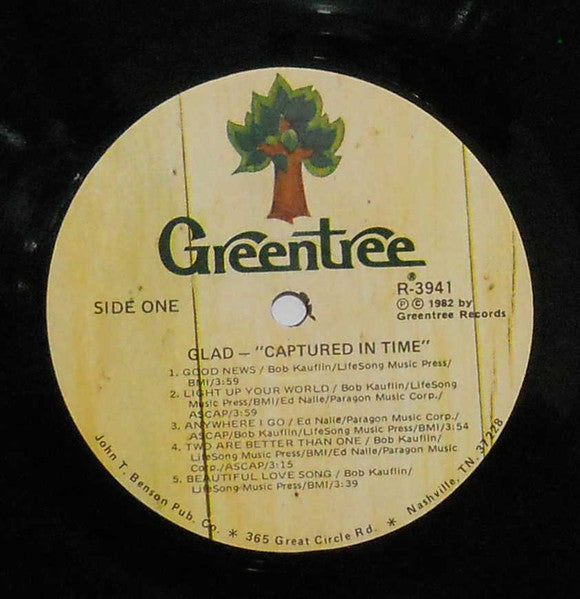 Greentree
®
SIDE ONE
R-3941
Ⓟ © 1982 by
Greentree Records
GLAD – "CAPTURED IN TIME"
1. GOOD NEWS / Bob Kauflin/LifeSong Music Press/
BMI/3:59
2. LIGHT UP YOUR WORLD / Bob Kauflin/LifeSong
Music Press/BMI/Ed Nalle/Paragon Music Corp./
ASCAP/3:59
3. ANYWHERE I GO / Ed Nalle/Paragon Music Corp./
ASCAP/Bob Kauflin/LifeSong Music Press/BMI/3:54
4. TWO ARE BETTER THAN ONE / Bob Kauflin/
LifeSong Music Press/BMI/Ed Nalle/Paragon Music
Corp./ASCAP/3:15
5. BEAUTIFUL LOVE SONG / Bob Kauflin/
LifeSong Music Press/BMI/3:39
John T. Benson Pub. Co. * 365 Great Circle Rd. * Nashville, TN. 37228